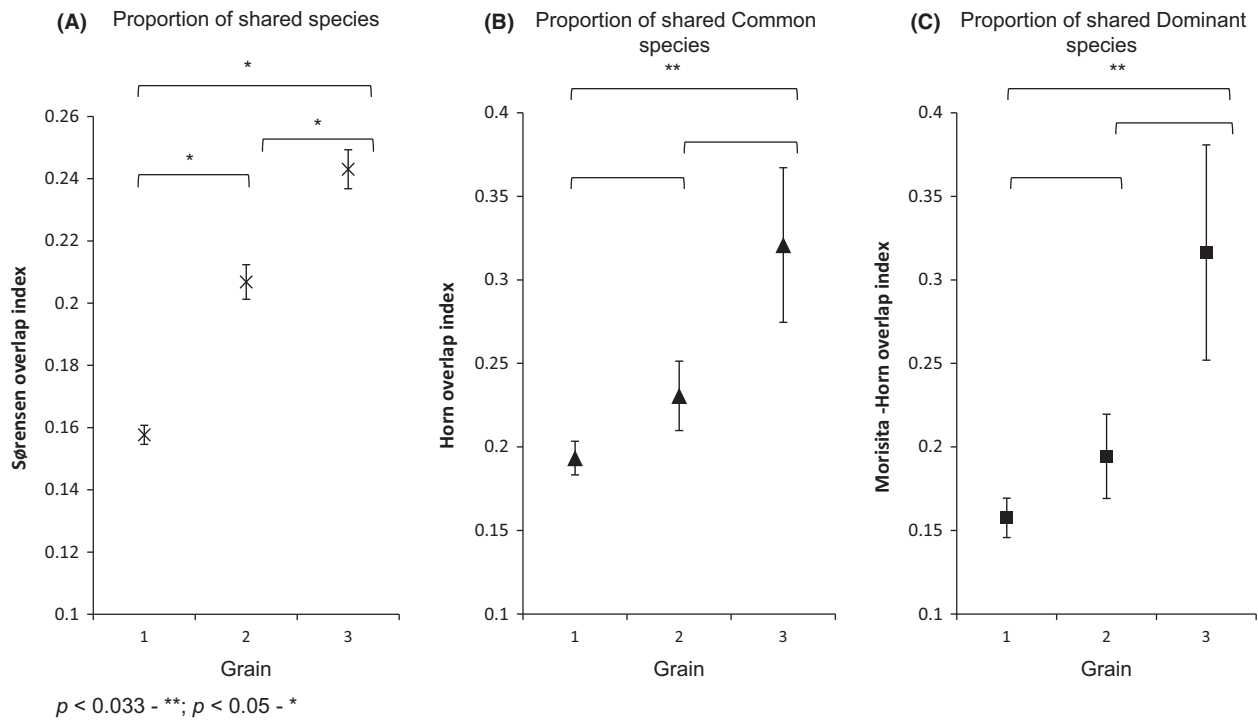 (A) Proportion of shared species
*
*
*
0.26
0.24
0.22
0.2
0.18
0.16
0.14
0.12
0.1
Sørensen overlap index
1 2 3
Grain
(B) Proportion of shared Common
species
**
0.4
0.35
0.3
0.25
0.2
0.15
0.1
Horn overlap index
1 2 3
Grain
(C) Proportion of shared Dominant
species
**
0.4
0.35
0.3
0.25
0.2
0.15
0.1
Morisita -Horn overlap index
1 2 3
Grain
p < 0.033 - **; p < 0.05 - *